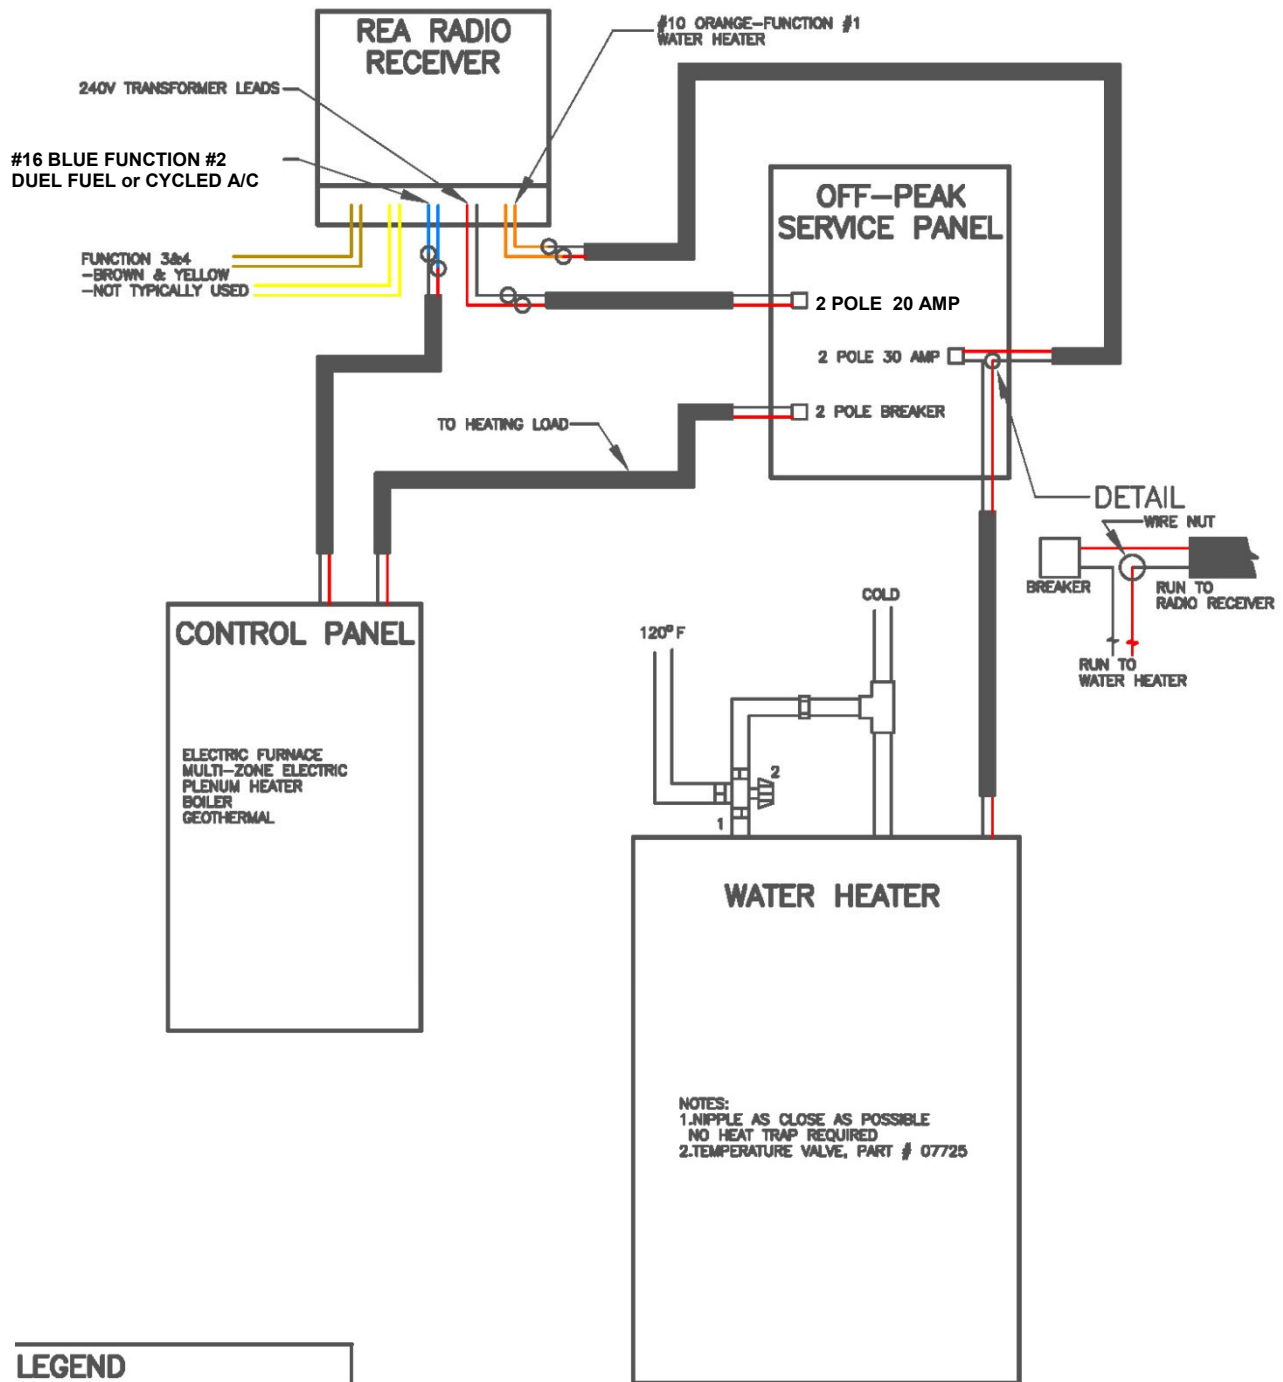 REA RADIO
RECEIVER
#10 ORANGE-FUNCTION #1
WATER HEATER
240V TRANSFORMER LEADS
#16 BLUE FUNCTION #2
DUEL FUEL or CYCLED A/C
OFF-PEAK
SERVICE PANEL
FUNCTION 3&4
-BROWN & YELLOW
-NOT TYPICALLY USED
2 POLE 20 AMP
2 POLE 30 AMP
2 POLE BREAKER
TO HEATING LOAD
DETAIL
WIRE NUT
BREAKER
RUN TO
RADIO RECEIVER
RUN TO
WATER HEATER
COLD
120°F
CONTROL PANEL
ELECTRIC FURNACE
MULTI-ZONE ELECTRIC
PLENUM HEATER
BOILER
GEOTHERMAL
2
1
WATER HEATER
NOTES:
1.NIPPLE AS CLOSE AS POSSIBLE
NO HEAT TRAP REQUIRED
2.TEMPERATURE VALVE, PART # 07725
LEGEND